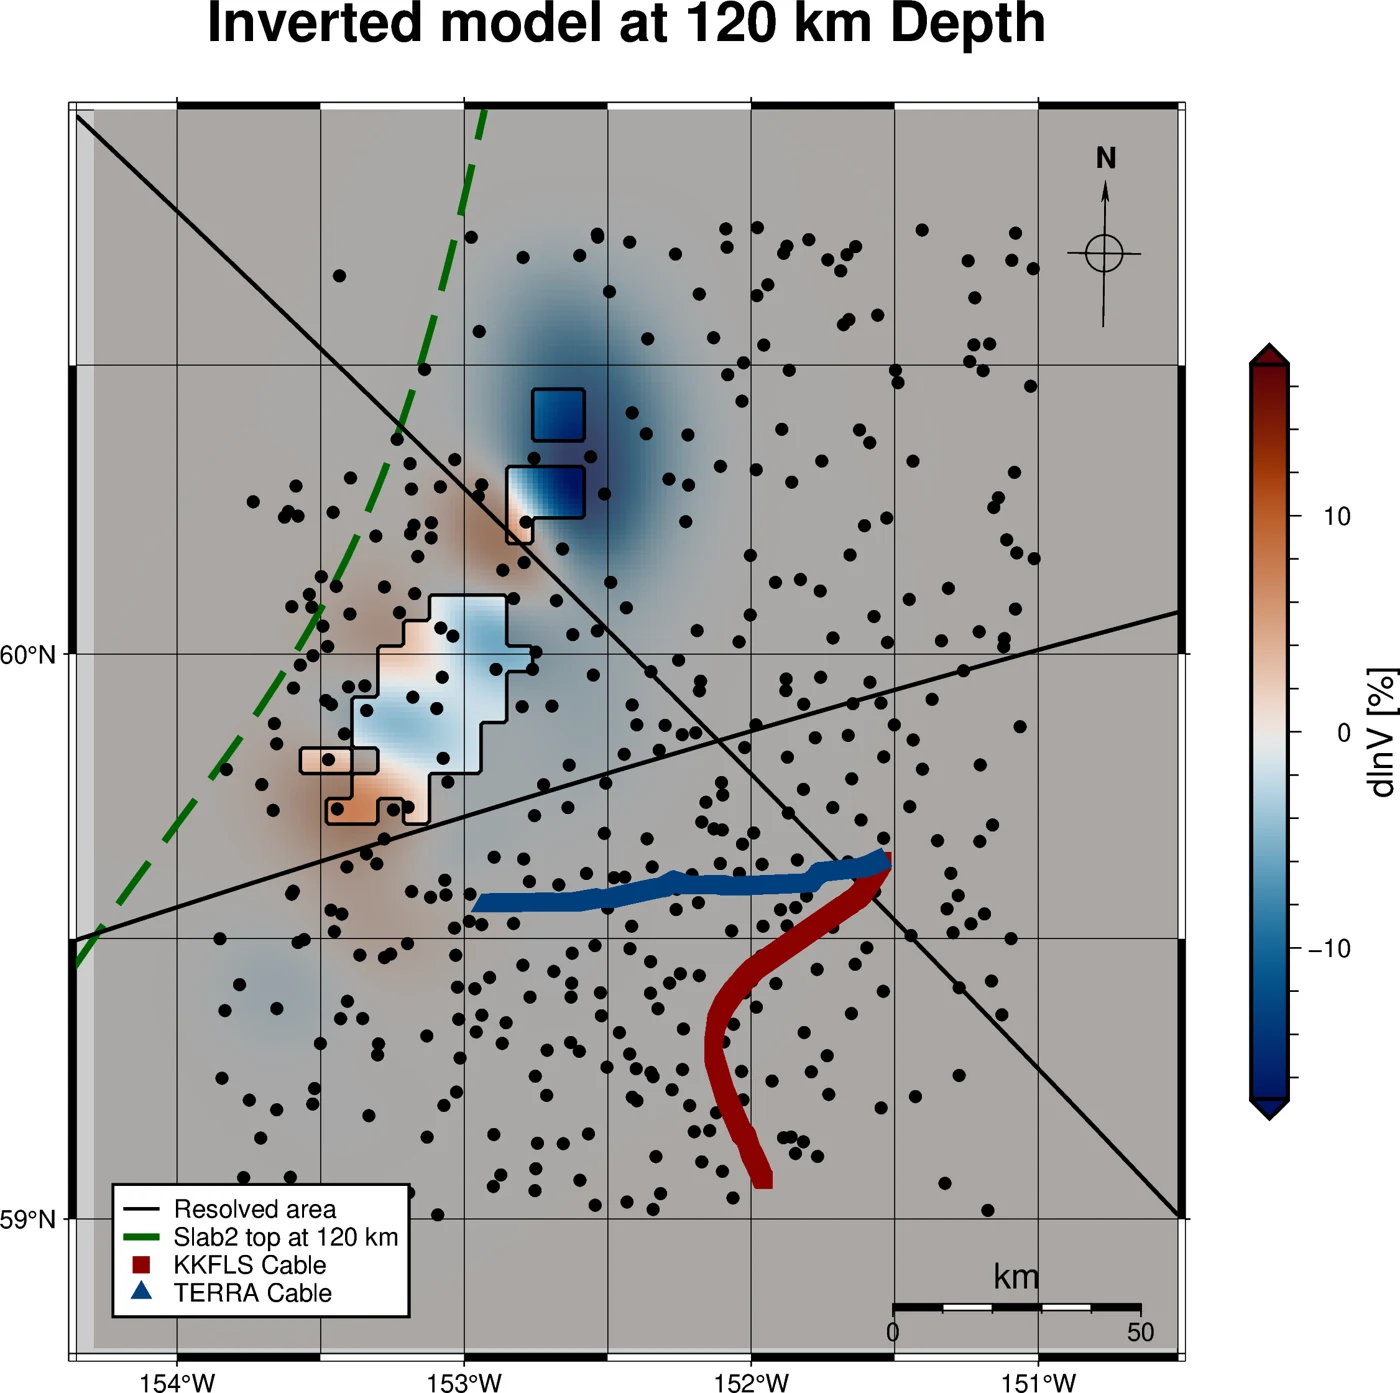 Inverted model at 120 km Depth
N
10
0
−10
dlnV [%]
60°N
59°N
Resolved area
Slab2 top at 120 km
KKFLS Cable
TERRA Cable
km
0 50
154°W 153°W 152°W 151°W